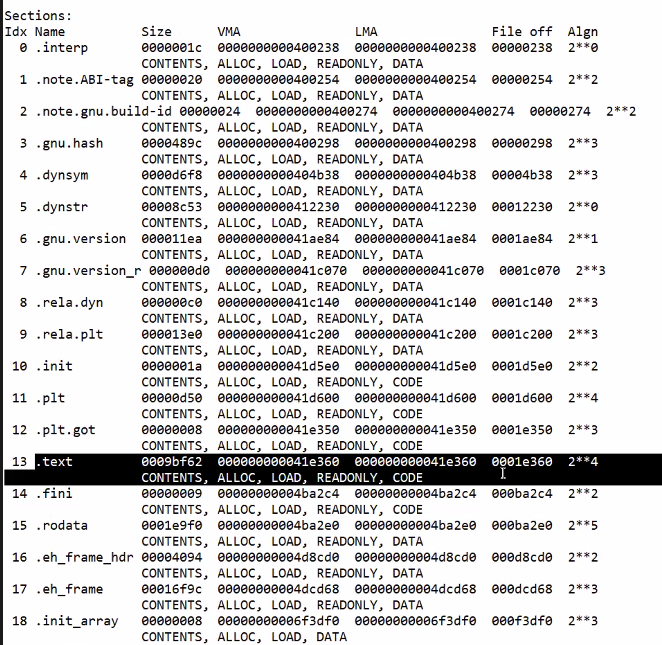 Sections:
Idx Name Size VMA LMA File off Algn
0 .interp 0000001c 0000000000400238 0000000000400238 00000238 2**0
CONTENTS, ALLOC, LOAD, READONLY, DATA
1 .note.ABI-tag 00000020 0000000000400254 0000000000400254 00000254 2**2
CONTENTS, ALLOC, LOAD, READONLY, DATA
2 .note.gnu.build-id 00000024 0000000000400274 0000000000400274 00000274 2**2
CONTENTS, ALLOC, LOAD, READONLY, DATA
3 .gnu.hash 0000489c 0000000000400298 0000000000400298 00000298 2**3
CONTENTS, ALLOC, LOAD, READONLY, DATA
4 .dynsym 0000d6f8 0000000000404b38 0000000000404b38 00004b38 2**3
CONTENTS, ALLOC, LOAD, READONLY, DATA
5 .dynstr 00008c53 0000000000412230 0000000000412230 00012230 2**0
CONTENTS, ALLOC, LOAD, READONLY, DATA
6 .gnu.version 000011ea 000000000041ae84 000000000041ae84 0001ae84 2**1
CONTENTS, ALLOC, LOAD, READONLY, DATA
7 .gnu.version_r 000000d0 000000000041c070 000000000041c070 0001c070 2**3
CONTENTS, ALLOC, LOAD, READONLY, DATA
8 .rela.dyn 000000c0 000000000041c140 000000000041c140 0001c140 2**3
CONTENTS, ALLOC, LOAD, READONLY, DATA
9 .rela.plt 000013e0 000000000041c200 000000000041c200 0001c200 2**3
CONTENTS, ALLOC, LOAD, READONLY, DATA
10 .init 0000001a 000000000041d5e0 000000000041d5e0 0001d5e0 2**2
CONTENTS, ALLOC, LOAD, READONLY, CODE
11 .plt 00000d50 000000000041d600 000000000041d600 0001d600 2**4
CONTENTS, ALLOC, LOAD, READONLY, CODE
12 .plt.got 00000008 000000000041e350 000000000041e350 0001e350 2**3
CONTENTS, ALLOC, LOAD, READONLY, CODE
13 .text 0009bf62 000000000041e360 000000000041e360 0001e360 2**4
CONTENTS, ALLOC, LOAD, READONLY, CODE
14 .fini 00000009 00000000004ba2c4 00000000004ba2c4 000ba2c4 2**2
CONTENTS, ALLOC, LOAD, READONLY, CODE
15 .rodata 0001e9f0 00000000004ba2e0 00000000004ba2e0 000ba2e0 2**5
CONTENTS, ALLOC, LOAD, READONLY, DATA
16 .eh_frame_hdr 00004094 00000000004d8cd0 00000000004d8cd0 000d8cd0 2**2
CONTENTS, ALLOC, LOAD, READONLY, DATA
17 .eh_frame 00016f9c 00000000004dcd68 00000000004dcd68 000dcd68 2**3
CONTENTS, ALLOC, LOAD, READONLY, DATA
18 .init_array 00000008 00000000006f3df0 00000000006f3df0 000f3df0 2**3
CONTENTS, ALLOC, LOAD, DATA